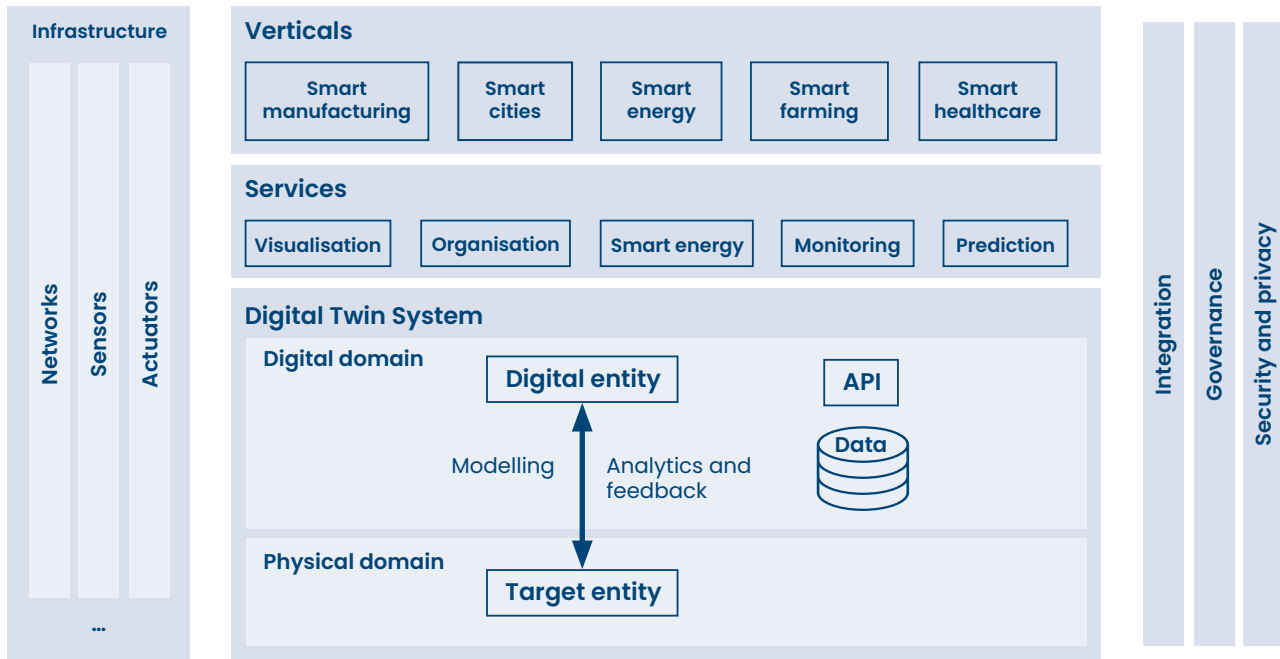 Infrastructure
Networks
Sensors
Actuators
...
Verticals
Smart
manufacturing
Smart
cities
Smart
energy
Smart
farming
Smart
healthcare
Services
Visualisation
Organisation
Smart energy
Monitoring
Prediction
Digital Twin System
Digital domain
Digital entity
API
Data
Modelling
Analytics and
feedback
Physical domain
Target entity
Integration
Governance
Security and privacy